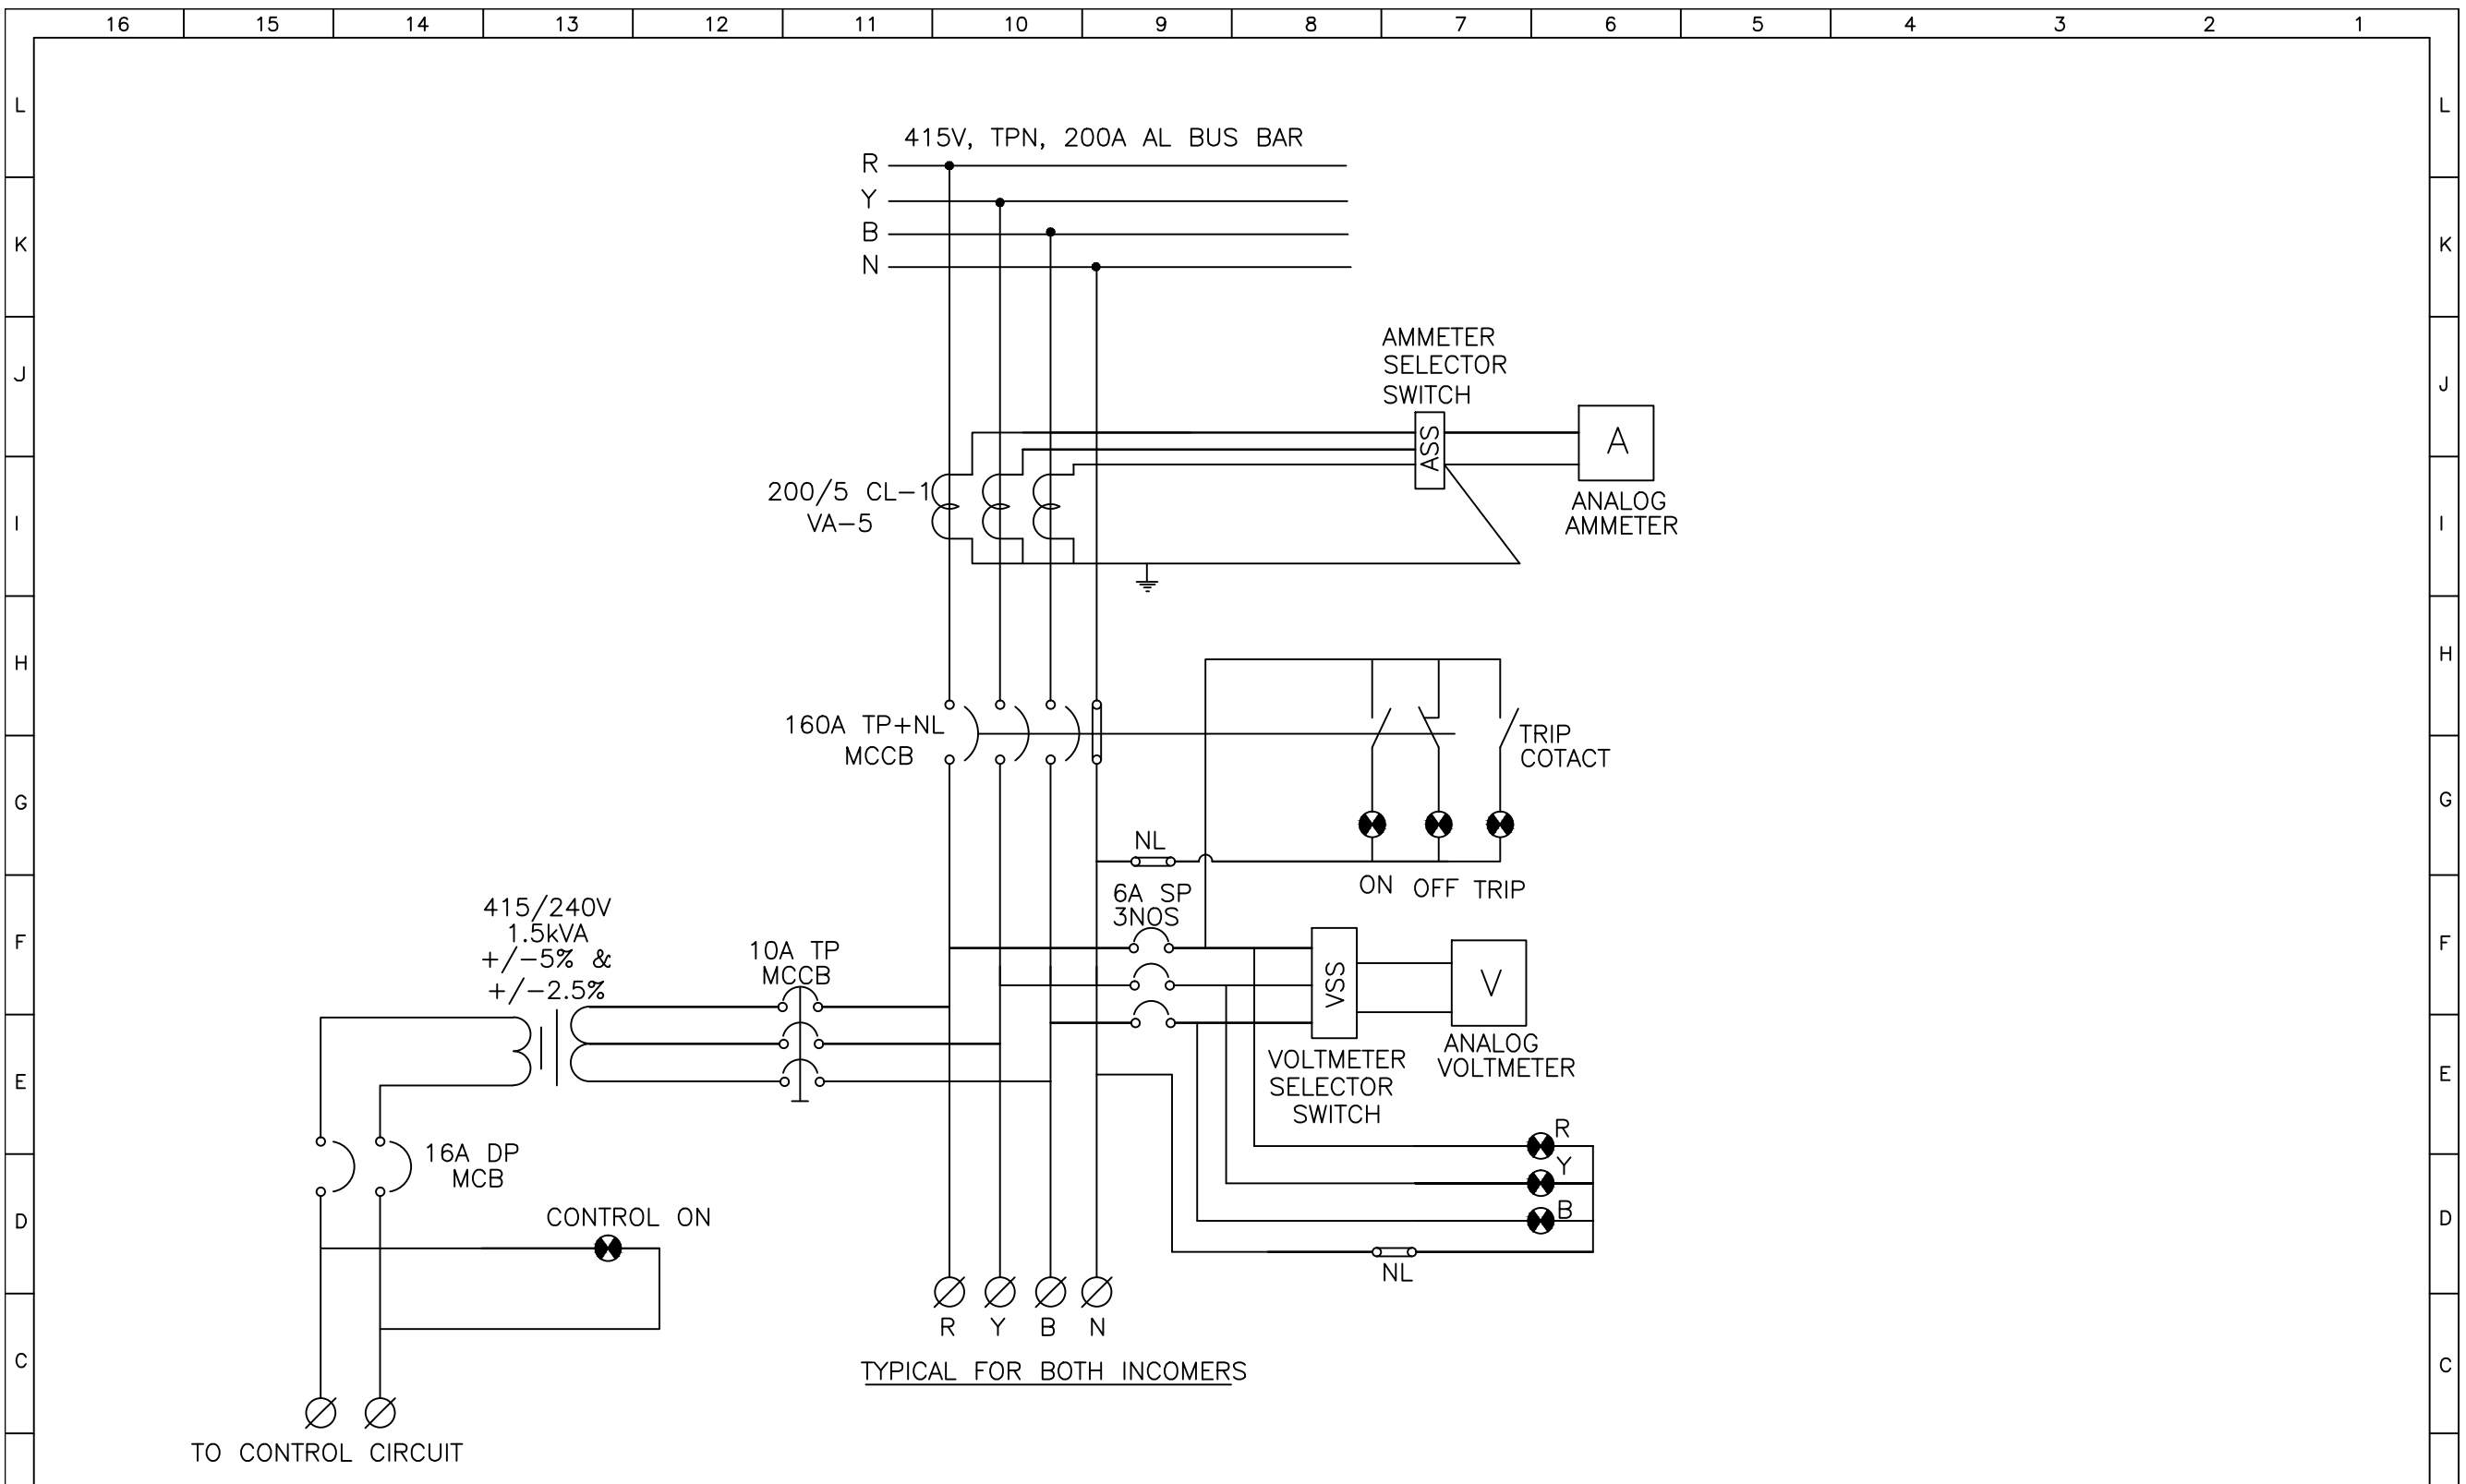 16 15 14 13 12 11 10 9 8 7 6 5 4 3 2 1
L L
415V, TPN, 200A AL BUS BAR
R
Y
K K
B
N
AMMETER
SELECTOR
SWITCH
J J
ASS
A
200/5 CL-1
VA-5
ANALOG
AMMETER
I I
H H
160A TP+NL
MCCB
TRIP
COTACT
G G
NL
ON OFF TRIP
6A SP
3NOS
415/240V
1.5kVA
+/-5% &
+/-2.5%
10A TP
MCCB
F F
VSS
V
VOLTMETER
SELECTOR
SWITCH
ANALOG
VOLTMETER
E E
R
Y
B
16A DP
MCB
CONTROL ON
D D
NL
R Y B N
TYPICAL FOR BOTH INCOMERS
C C
TO CONTROL CIRCUIT